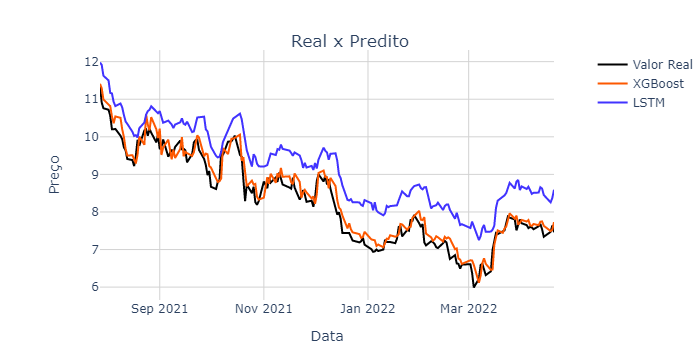 Real x Predito
Valor Real
XGBoost
LSTM
Preço
12
11
10
9
8
7
6
Sep 2021
Nov 2021
Jan 2022
Mar 2022
Data